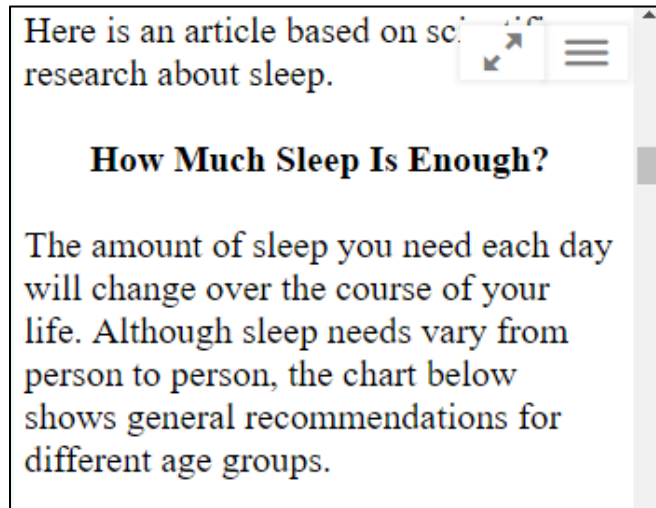 Here is an article based on
research about sleep.
How Much Sleep Is Enough?
The amount of sleep you need each day
will change over the course of your
life. Although sleep needs vary from
person to person, the chart below
shows general recommendations for
different age groups.